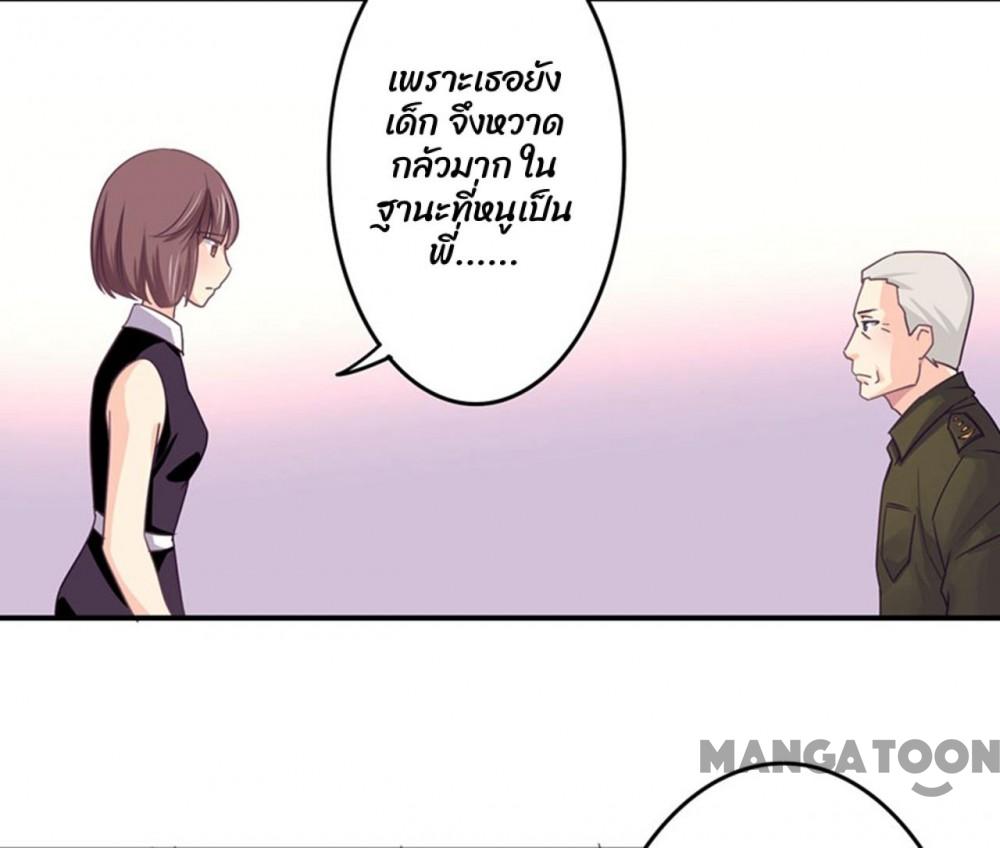 เพราะเธอยัง
เด็ก จึงหวาด
กลัวมาก ใน
ฐานะที่หนูเป็น
พี่......
MANGATOON